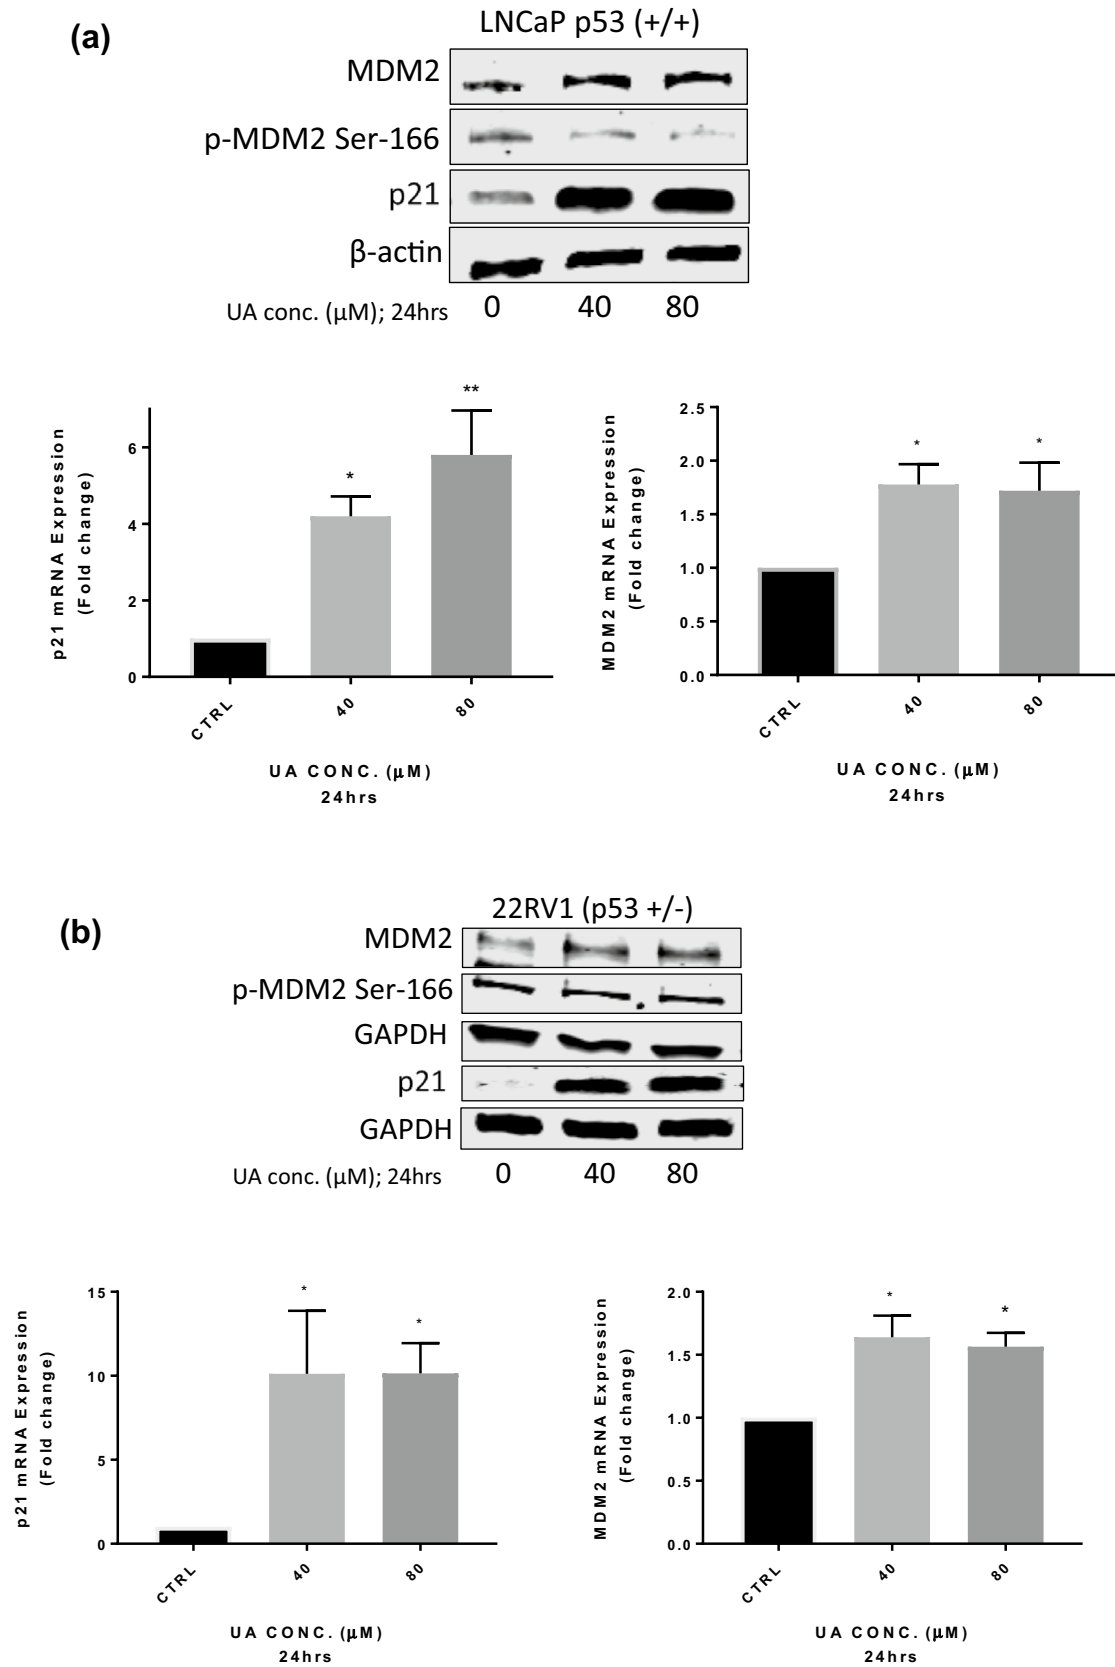 (a)
LNCaP p53 (+/+)
MDM2
p-MDM2 Ser-166
p21
β-actin
UA conc. (μM); 24hrs 0 40 80
p21 mRNA Expression
(Fold change)
6
4
2
0
*
**
CTRL 40 80
UA CONC. (μM)
24hrs
MDM2 mRNA Expression
(Fold change)
2.5
2.0
1.5
1.0
0.5
0.0
*
*
CTRL 40 80
UA CONC. (μM)
24hrs
(b)
22RV1 (p53 +/-)
MDM2
p-MDM2 Ser-166
GAPDH
p21
GAPDH
UA conc. (μM); 24hrs 0 40 80
p21 mRNA Expression
(Fold change)
15
10
5
0
*
*
CTRL 40 80
UA CONC. (μM)
24hrs
MDM2 mRNA Expression
(Fold change)
2.0
1.5
1.0
0.5
0.0
*
*
CTRL 40 80
UA CONC. (μM)
24hrs